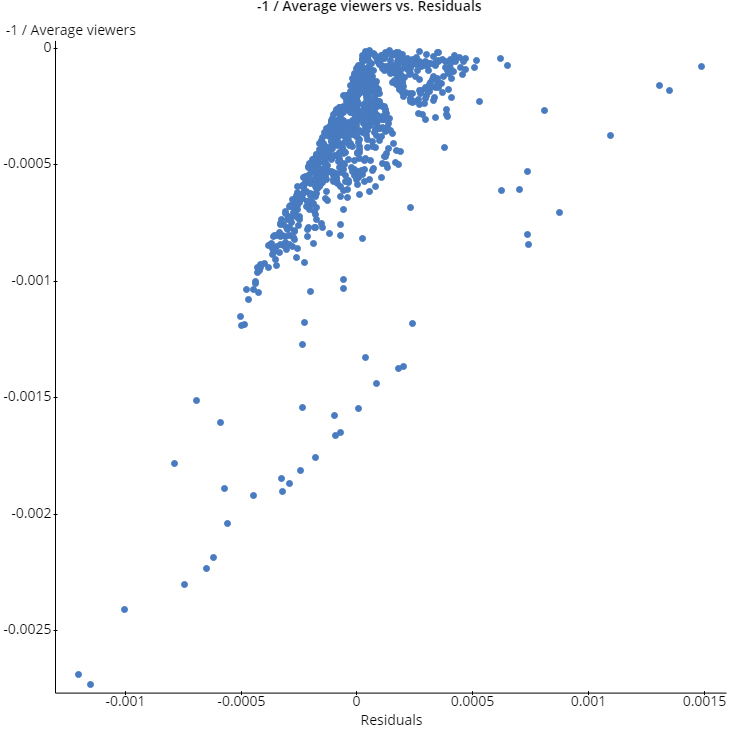 -1 / Average viewers vs. Residuals
-1 / Average viewers
0
-0.0005
-0.001
-0.0015
-0.002
-0.0025
-0.001 -0.0005 0 0.0005 0.001 0.0015
Residuals